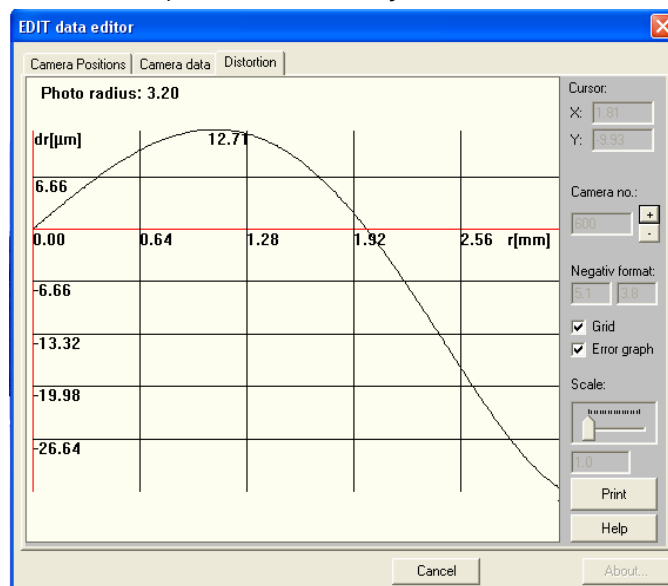 EDIT data editor
Camera Positions Camera data Distortion
Photo radius: 3.20
dr[µm]
12.71
6.66
0.00 0.64 1.28 1.92 2.56 r[mm]
-6.66
-13.32
-19.98
-26.64
Cursor:
X: 1.81
Y: -9.93
Camera no.:
600
+
-
Negativ format:
5.1 3.8
Grid
Error graph
Scale:
1.0
Print
Help
Cancel
About...